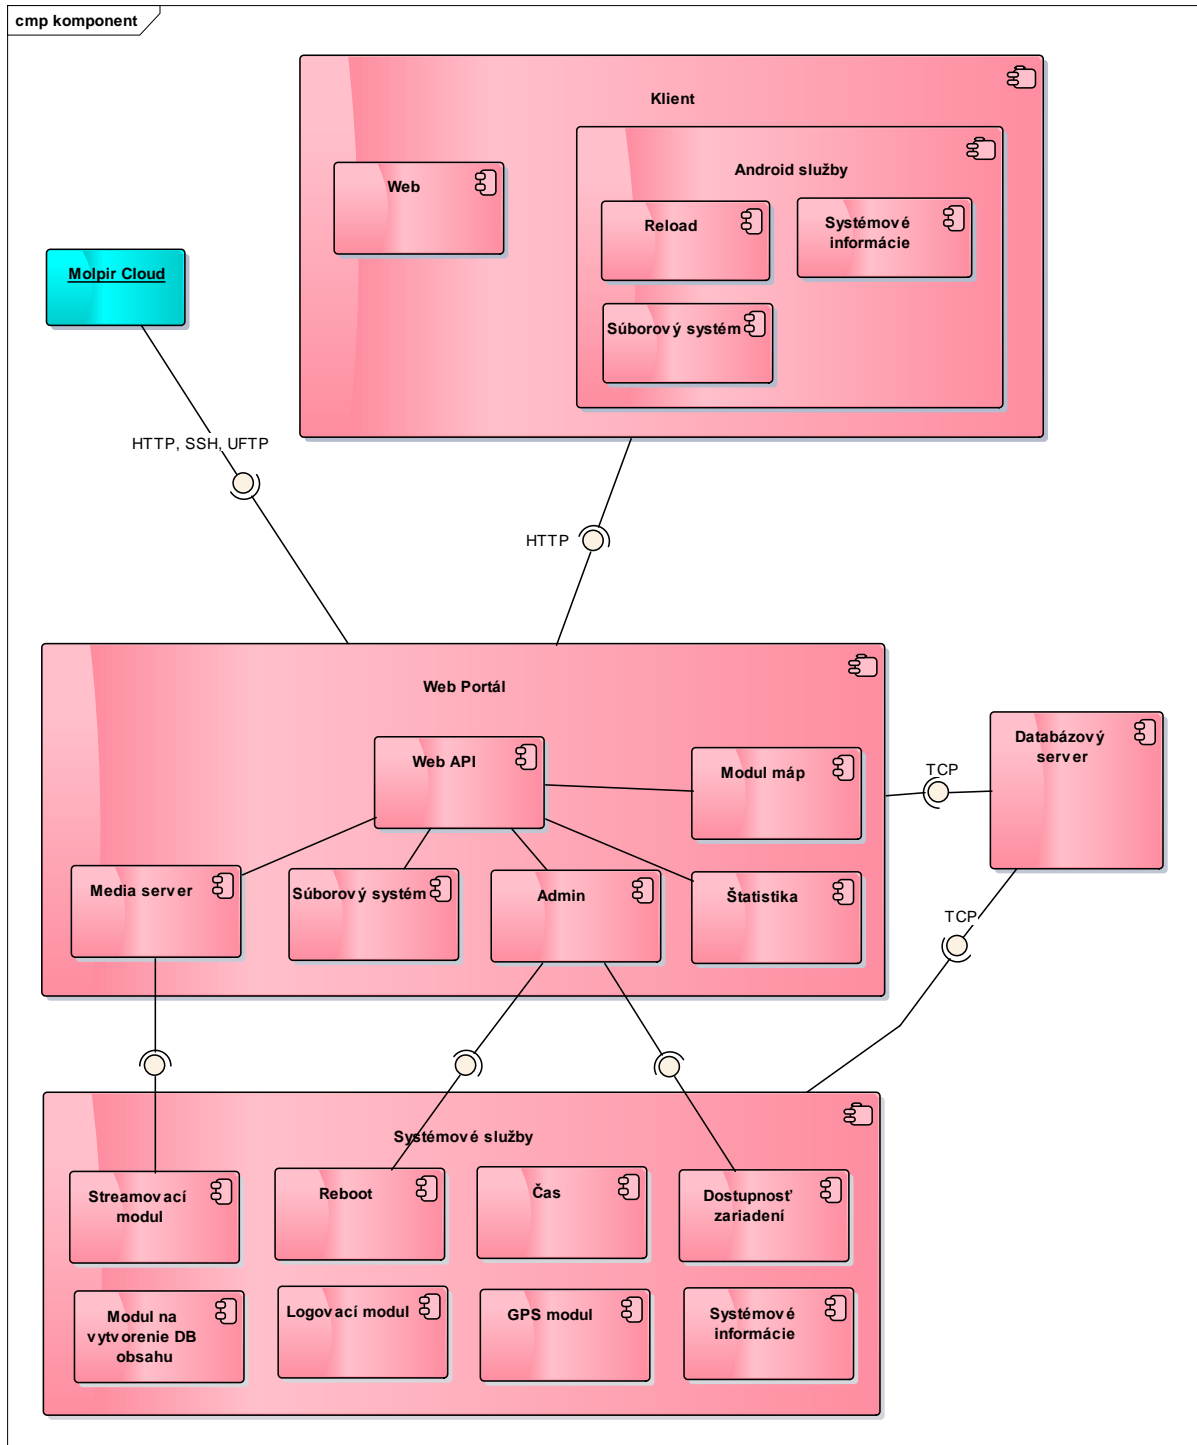 cmp komponent
Klient
Android služby
Web
Reload
Systémové
informácie
Súborový systém
Molpir Cloud
HTTP, SSH, UFTP
HTTP
Web Portál
Web API
Modul máp
Media server
Súborový systém
Admin
Štatistika
Databázový
server
TCP
TCP
Systémové služby
Streamovací
modul
Reboot
Čas
Dostupnosť
zariadení
Modul na
vytvorenie DB
obsahu
Logovací modul
GPS modul
Systémové
informácie